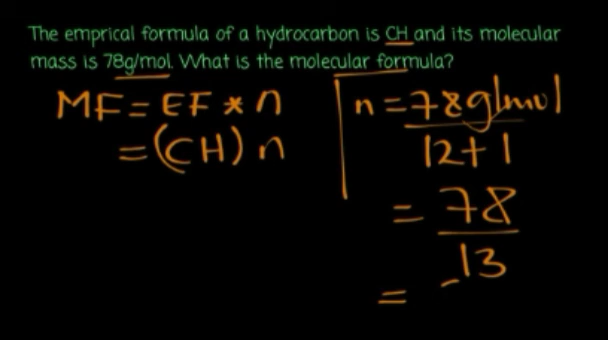 The emprical formula of a hydrocarbon is CH and its molecular
mass is 78g/mol. What is the molecular formula?
MF = EF * n
= (CH) n
n = 78g/mol
12+1
= 78
13
=